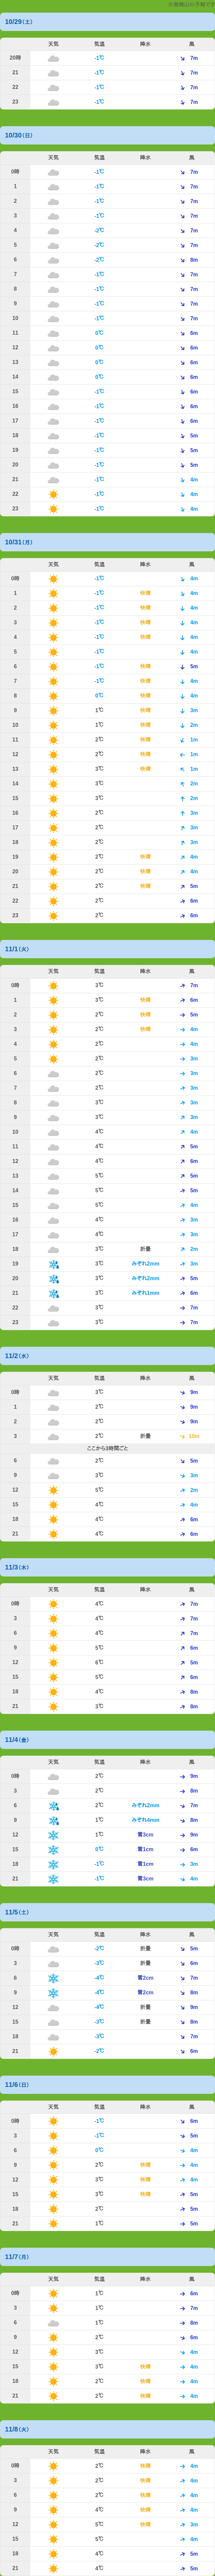 ※南嶺山の予報です
10/29(土)
天気 気温 降水 風
20時 -1℃ 7m
21 -1℃ 7m
22 -1℃ 7m
23 -1℃ 7m
10/30(日)
天気 気温 降水 風
0時 -1℃ 7m
1 -1℃ 7m
2 -1℃ 7m
3 -1℃ 7m
4 -2℃ 7m
5 -2℃ 7m
6 -2℃ 8m
7 -1℃ 7m
8 -1℃ 7m
9 -1℃ 7m
10 -1℃ 7m
11 0℃ 6m
12 0℃ 6m
13 0℃ 6m
14 0℃ 6m
15 -1℃ 6m
16 -1℃ 6m
17 -1℃ 6m
18 -1℃ 5m
19 -1℃ 5m
20 -1℃ 5m
21 -1℃ 4m
22 -1℃ 4m
23 -1℃ 4m
10/31(月)
天気 気温 降水 風
0時 -1℃ 4m
1 -1℃ 快晴 4m
2 -1℃ 快晴 4m
3 -1℃ 快晴 4m
4 -1℃ 快晴 4m
5 -1℃ 4m
6 -1℃ 快晴 5m
7 -1℃ 快晴 4m
8 0℃ 快晴 4m
9 1℃ 快晴 3m
10 1℃ 快晴 2m
11 2℃ 快晴 1m
12 2℃ 快晴 1m
13 3℃ 快晴 1m
14 3℃ 2m
15 3℃ 2m
16 2℃ 3m
17 2℃ 3m
18 2℃ 3m
19 2℃ 快晴 4m
20 2℃ 快晴 4m
21 2℃ 快晴 5m
22 2℃ 6m
23 2℃ 6m
11/1(火)
天気 気温 降水 風
0時 3℃ 7m
1 3℃ 快晴 6m
2 2℃ 快晴 5m
3 2℃ 快晴 4m
4 2℃ 4m
5 2℃ 3m
6 2℃ 3m
7 2℃ 3m
8 3℃ 3m
9 3℃ 3m
10 4℃ 4m
11 4℃ 5m
12 4℃ 6m
13 5℃ 5m
14 5℃ 5m
15 5℃ 4m
16 4℃ 3m
17 4℃ 3m
18 3℃ 折曇 2m
19 3℃ みぞれ2mm 3m
20 3℃ みぞれ2mm 5m
21 3℃ みぞれ1mm 6m
22 3℃ 7m
23 3℃ 7m
11/2(水)
天気 気温 降水 風
0時 3℃ 9m
1 3℃ 9m
2 3℃ 9m
3 2℃ 折曇 10m
ここから3時間ごと
6 2℃ 5m
9 3℃ 3m
12 5℃ 2m
15 4℃ 4m
18 4℃ 6m
21 4℃ 6m
11/3(木)
天気 気温 降水 風
0時 4℃ 7m
3 4℃ 7m
6 4℃ 7m
9 5℃ 6m
12 6℃ 5m
15 5℃ 6m
18 4℃ 8m
21 3℃ 8m
11/4(金)
天気 気温 降水 風
0時 2℃ 9m
3 2℃ 8m
6 2℃ みぞれ2mm 7m
9 1℃ みぞれ4mm 8m
12 1℃ 雪3cm 9m
15 0℃ 雪1cm 6m
18 -1℃ 雪1cm 3m
21 -1℃ 雪3cm 4m
11/5(土)
天気 気温 降水 風
0時 -2℃ 折曇 5m
3 -3℃ 折曇 6m
6 -4℃ 雪2cm 7m
9 -4℃ 雪2cm 8m
12 -4℃ 折曇 9m
15 -3℃ 折曇 8m
18 -3℃ 7m
21 -2℃ 6m
11/6(日)
天気 気温 降水 風
0時 -1℃ 6m
3 -1℃ 5m
6 0℃ 4m
9 2℃ 快晴 4m
12 3℃ 快晴 4m
15 3℃ 快晴 5m
18 2℃ 5m
21 1℃ 5m
11/7(月)
天気 気温 降水 風
0時 1℃ 6m
3 1℃ 7m
6 1℃ 8m
9 2℃ 6m
12 3℃ 4m
15 3℃ 快晴 4m
18 2℃ 快晴 4m
21 2℃ 快晴 4m
11/8(火)
天気 気温 降水 風
0時 2℃ 快晴 4m
3 2℃ 快晴 4m
6 2℃ 快晴 4m
9 4℃ 快晴 4m
12 5℃ 快晴 3m
15 5℃ 4m
18 4℃ 5m
21 4℃ 5m